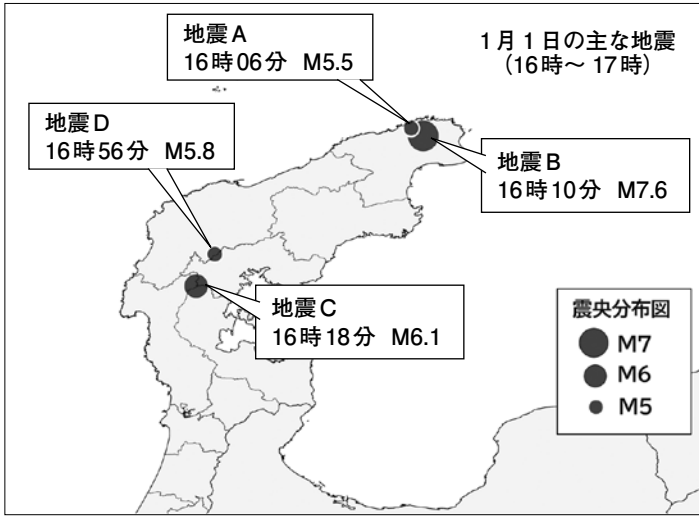 地震A
16時06分 M5.5
1月1日の主な地震
(16時〜17時)
地震D
16時56分 M5.8
地震B
16時10分 M7.6
地震C
16時18分 M6.1
震央分布図
M7
M6
M5